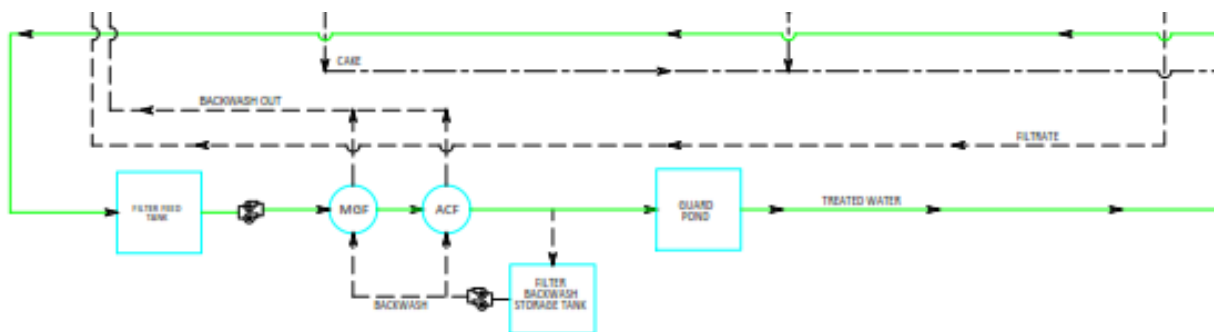 CAKE
BACKWASH OUT
FILTRATE
FILTER FEED
TANK
MGF
ACF
GUARD
POND
TREATED WATER
BACKWASH
FILTER
BACKWASH
STORAGE TANK